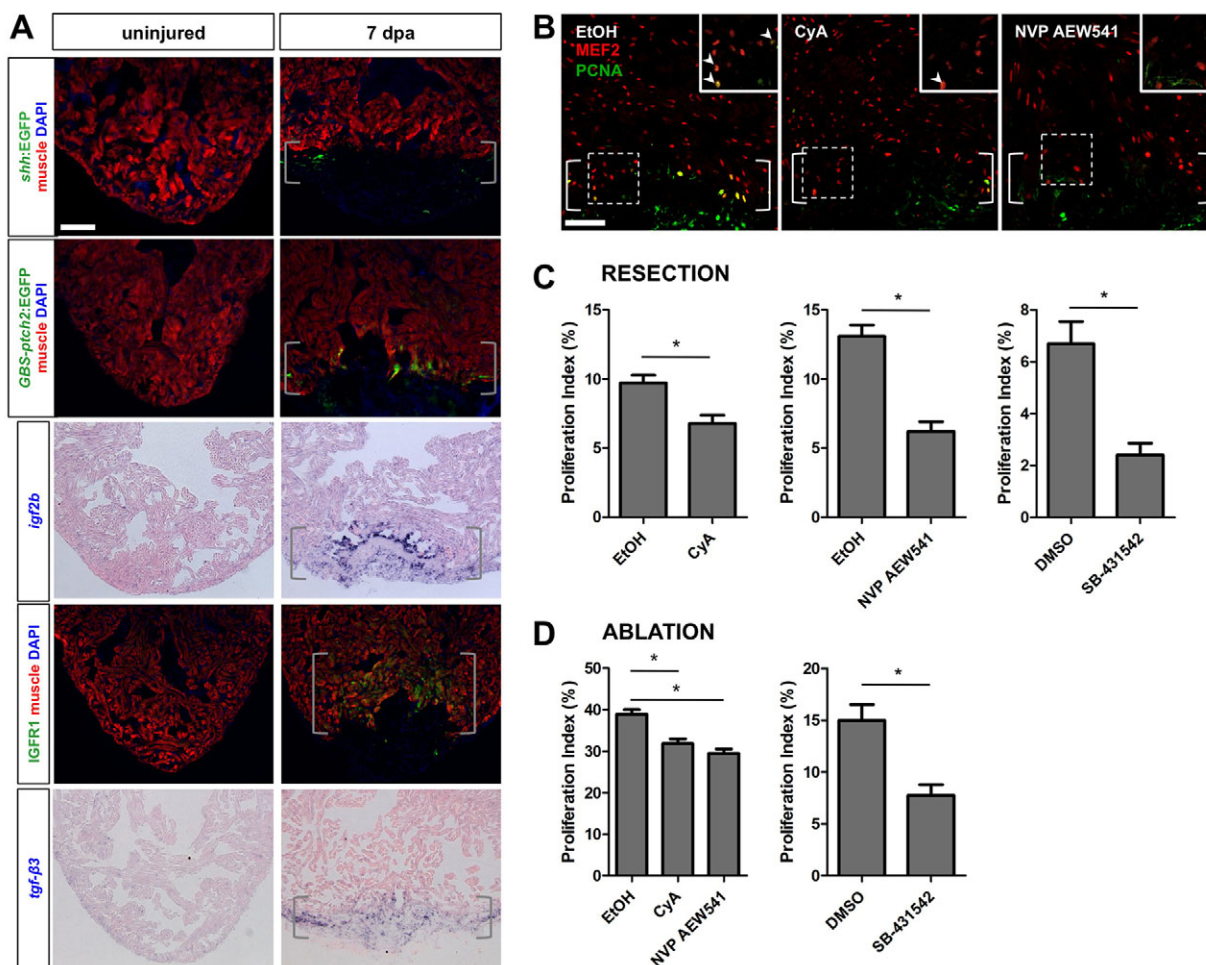 A
uninjured
7 dpa
shh:EGFP
muscle DAPI
GBS-ptch2:EGFP
muscle DAPI
igf2b
IGFR1 muscle DAPI
tgf-β3
B
EtOH
MEF2
PCNA
CyA
NVP AEW541
C
RESECTION
Proliferation Index (%)
15
10
5
0
*
EtOH
CyA
Proliferation Index (%)
15
10
5
0
*
EtOH
NVP AEW541
Proliferation Index (%)
8
6
4
2
0
*
DMSO
SB-431542
D
ABLATION
Proliferation Index (%)
50
40
30
20
10
0
*
*
EtOH
CyA
NVP AEW541
Proliferation Index (%)
20
15
10
5
0
*
DMSO
SB-431542